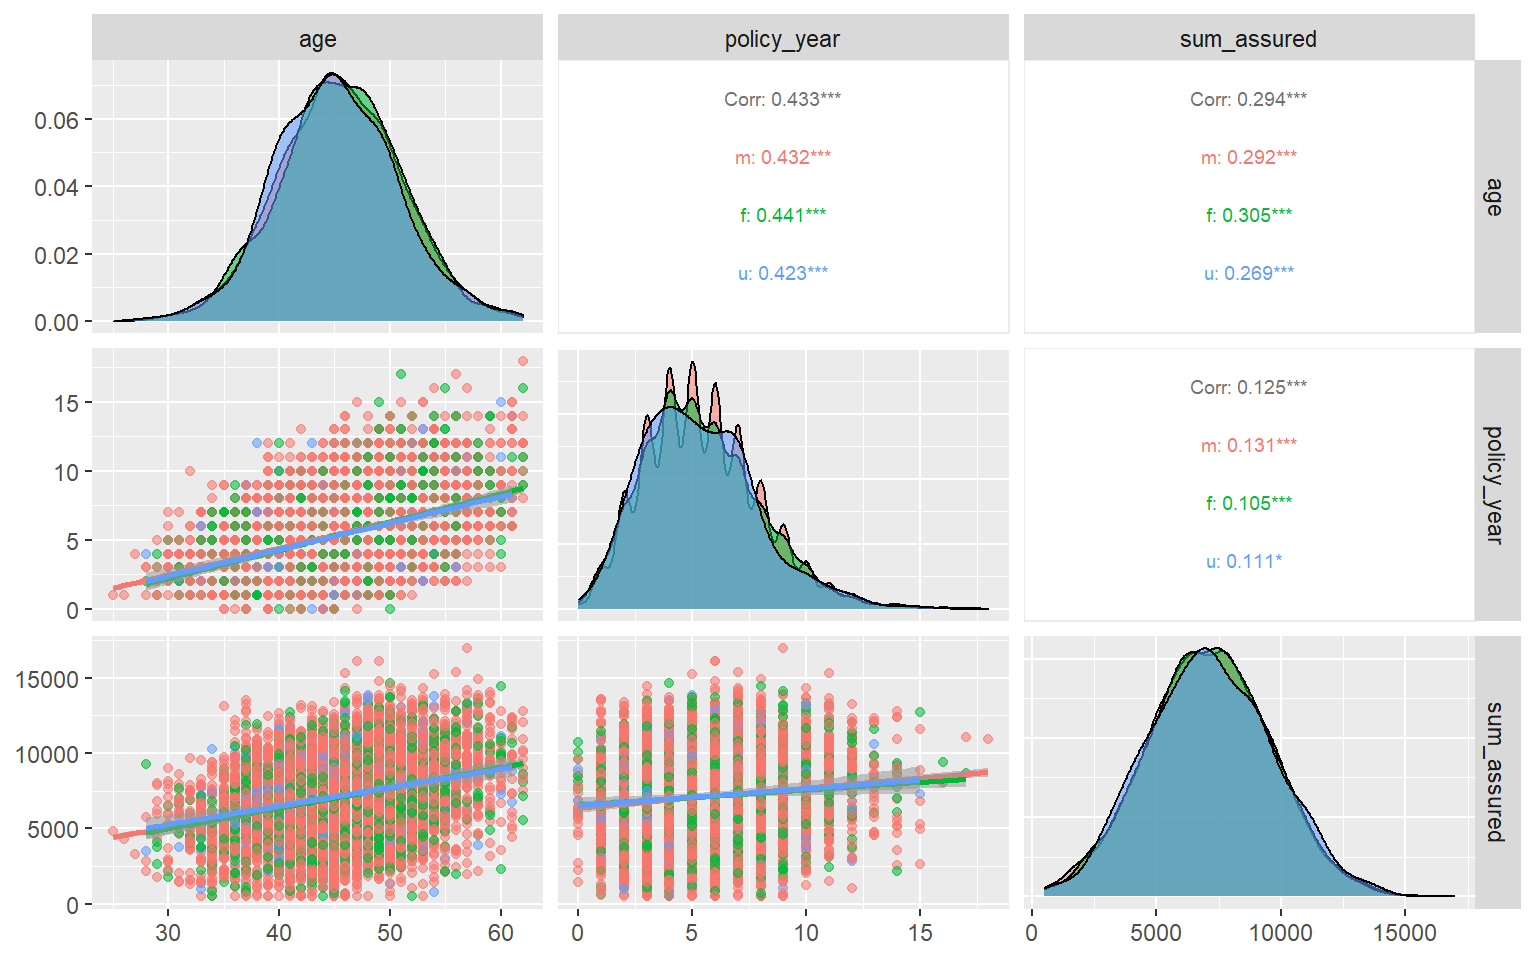 age
policy_year
sum_assured
0.06
0.04
0.02
0.00
Corr: 0.433***
m: 0.432***
f: 0.441***
u: 0.423***
Corr: 0.294***
m: 0.292***
f: 0.305***
u: 0.269***
age
15
10
5
0
Corr: 0.125***
m: 0.131***
f: 0.105***
u: 0.111*
policy_year
15000
10000
5000
0
sum_assured
30
40
50
60
0
5
10
15
0
5000
10000
15000